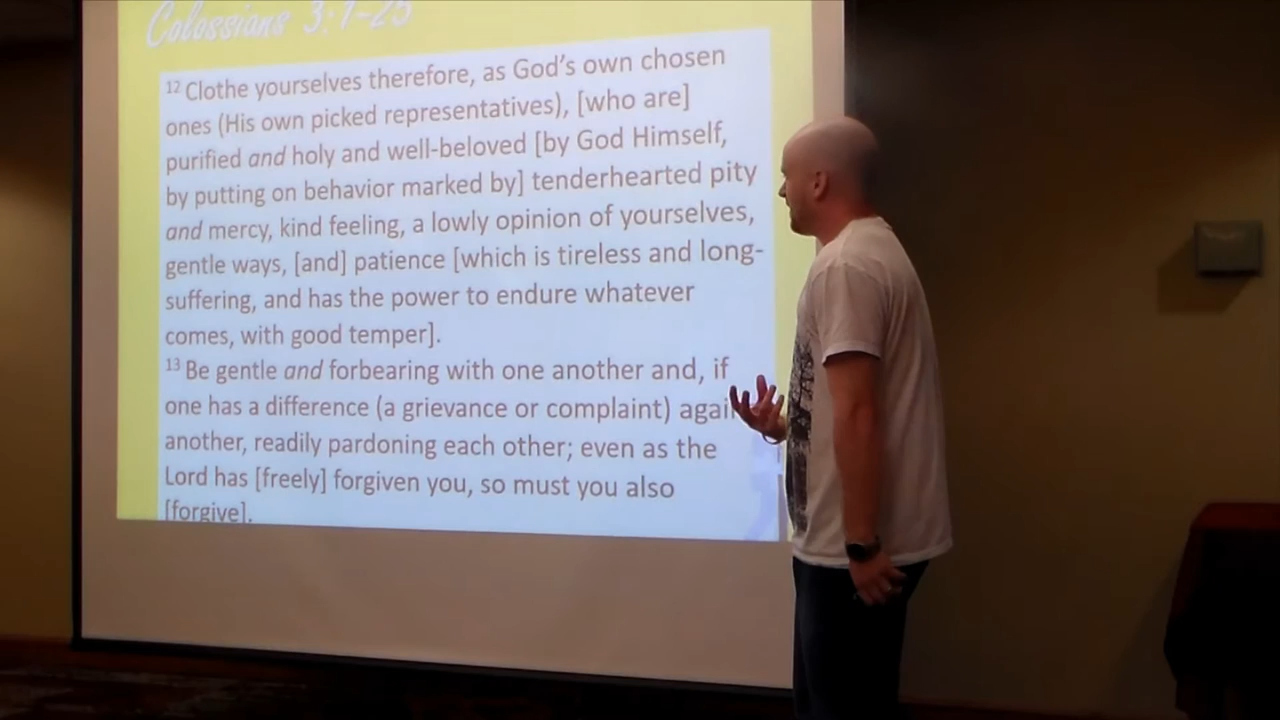 Colossians 3:1-25
12 Clothe yourselves therefore, as God's own chosen
ones (His own picked representatives), [who are]
purified and holy and well-beloved [by God Himself,
by putting on behavior marked by] tenderhearted pity
and mercy, kind feeling, a lowly opinion of yourselves,
gentle ways, [and] patience [which is tireless and long-
suffering, and has the power to endure whatever
comes, with good temper].
13 Be gentle and forbearing with one another and, if
one has a difference (a grievance or complaint) agai
another, readily pardoning each other; even as the
Lord has [freely] forgiven you, so must you also
[forgive].